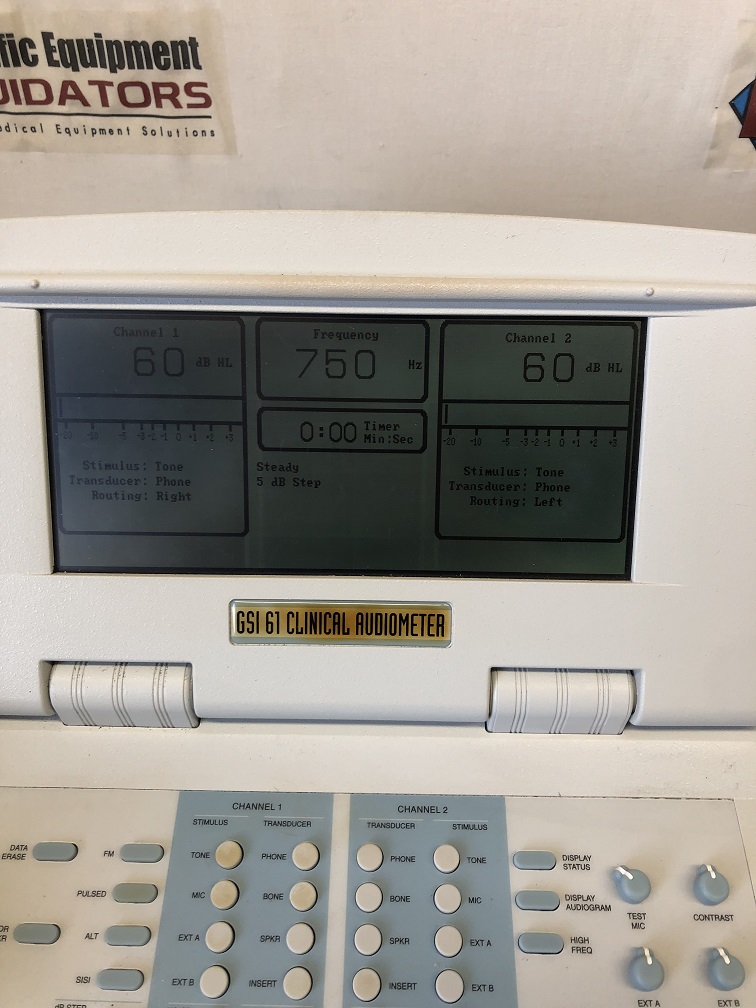 fic Equipment
UIDATORS
edical Equipment Solutions
Channel 1
60 dB HL
-20 -10 -5 -3 -2 -1 0 +1 +2 +3
Stimulus: Tone
Transducer: Phone
Routing: Right
Frequency
750 Hz
0:00 Timer
Min:Sec
Steady
5 dB Step
Channel 2
60 dB HL
-20 -10 -5 -3 -2 -1 0 +1 +2 +3
Stimulus: Tone
Transducer: Phone
Routing: Left
GSI 61 CLINICAL AUDIOMETER
DATA
ERASE
FM
PULSED
ALT
SISI
dB STEP
CHANNEL 1
STIMULUS TRANSDUCER
TONE PHONE
MIC BONE
EXT A SPKR
EXT B INSERT
CHANNEL 2
TRANSDUCER STIMULUS
PHONE TONE
BONE MIC
SPKR EXT A
INSERT EXT B
DISPLAY
STATUS
DISPLAY
AUDIOGRAM
HIGH
FREQ
TEST
MIC
CONTRAST
EXT A
EXT B